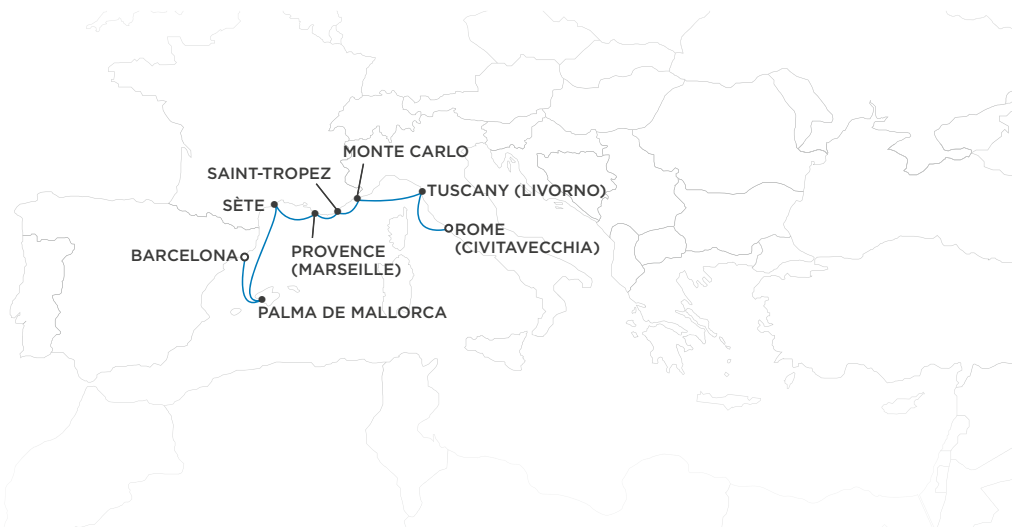 MONTE CARLO
SAINT-TROPEZ
TUSCANY (LIVORNO)
SÈTE
ROME
(CIVITAVECCHIA)
PROVENCE
(MARSEILLE)
BARCELONA
PALMA DE MALLORCA